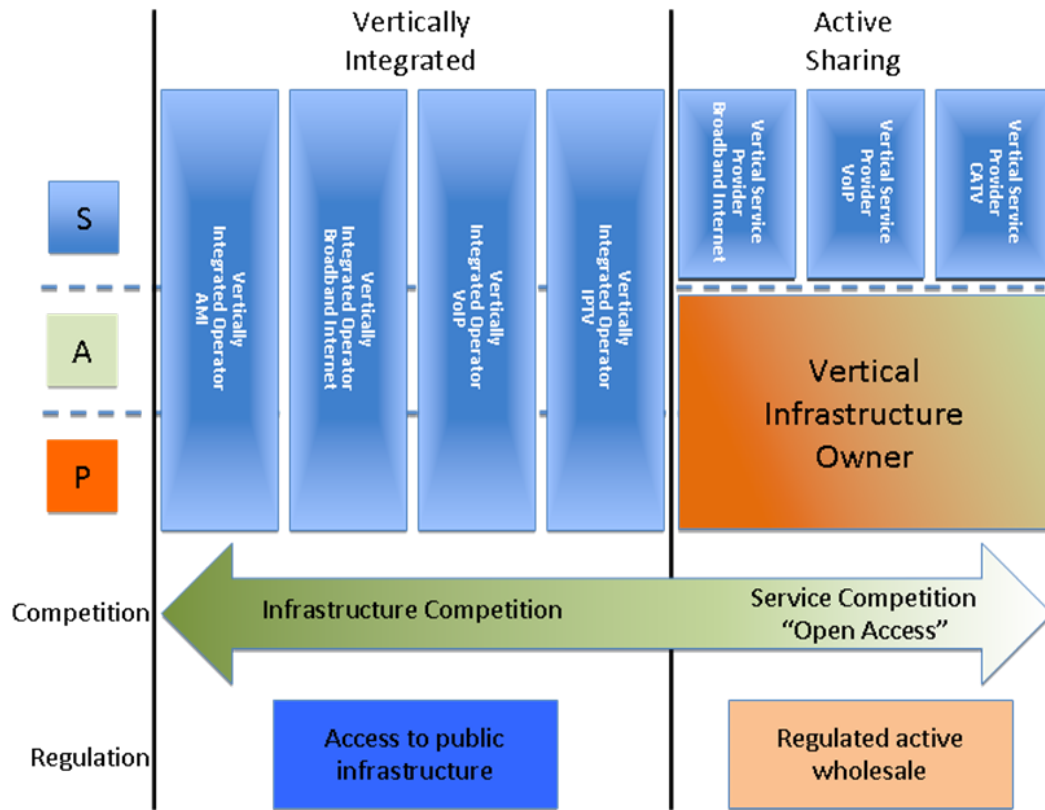 Vertically
Integrated
Active
Sharing
S
A
P
Vertically
Integrated Operator
AMI
Vertically
Integrated Operator
Broadband Internet
Vertically
Integrated Operator
VoIP
Vertically
Integrated Operator
IPTV
Vertical Service
Provider
Broadband Internet
Vertical Service
Provider
VoIP
Vertical Service
Provider
CATV
Vertical
Infrastructure
Owner
Competition
Infrastructure Competition
Service Competition
“Open Access”
Regulation
Access to public
infrastructure
Regulated active
wholesale